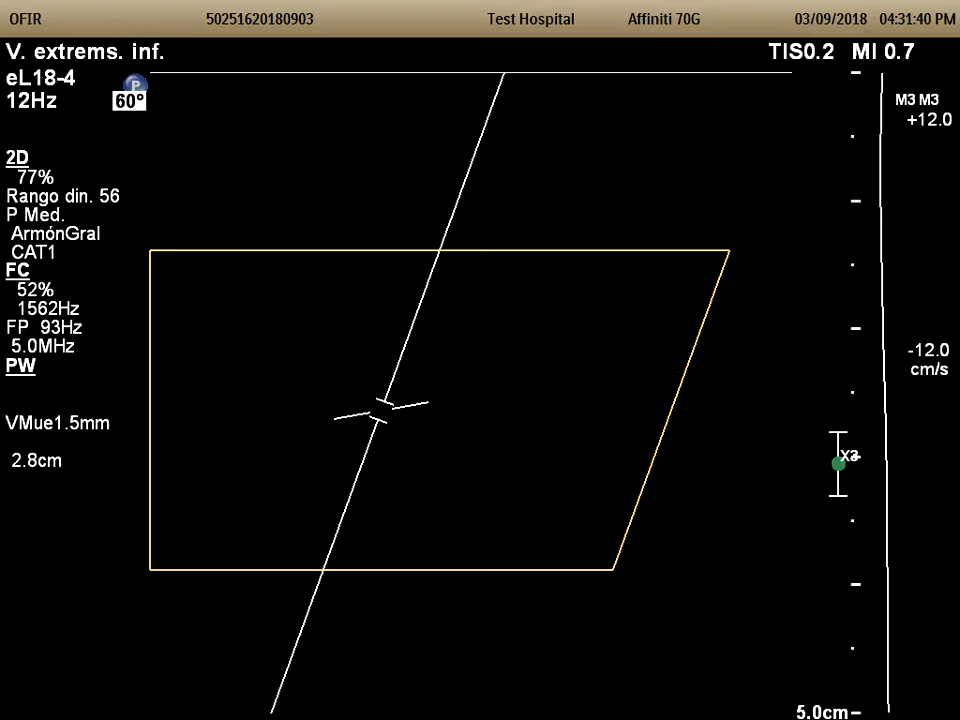 OFIR 50251620180903 Test Hospital Affiniti 70G 03/09/2018 04:31:40 PM
V. extrems. inf. TIS0.2 MI 0.7
eL18-4
P
12Hz 60°
M3 M3
+12.0
2D
77%
Rango din. 56
P Med.
ArmónGral
CAT1
FC
52%
1562Hz
FP 93Hz
5.0MHz
-12.0
cm/s
PW
VMue1.5mm
2.8cm
X3
5.0cm